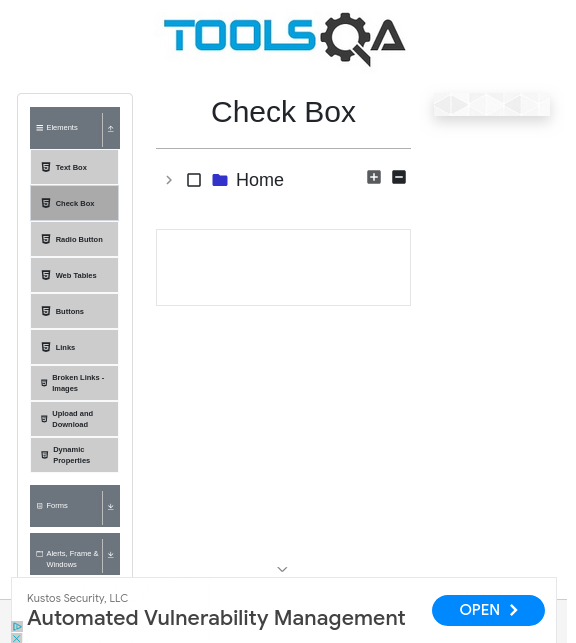 TOOLSQA
Elements
Text Box
Check Box
Radio Button
Web Tables
Buttons
Links
Broken Links -
Images
Upload and
Download
Dynamic
Properties
Forms
Alerts, Frame &
Windows
Check Box
Home
Kustos Security, LLC
Automated Vulnerability Management
OPEN